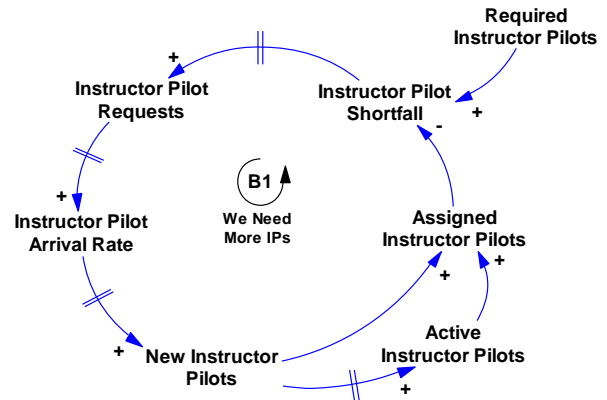 Required
Instructor Pilots
+
Instructor Pilot
Shortfall
+
-
Instructor Pilot
Requests
B1
We Need
More IPs
+
Instructor Pilot
Arrival Rate
Assigned
Instructor Pilots
+
+
+
New Instructor
Pilots
Active
Instructor Pilots
+